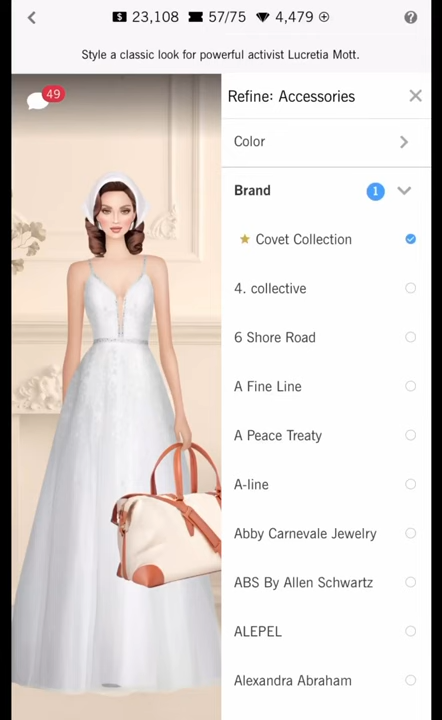 23,108 57/75 4,479
Style a classic look for powerful activist Lucretia Mott.
49
Refine: Accessories
Color
Brand 1
Covet Collection
4. collective
6 Shore Road
A Fine Line
A Peace Treaty
A-line
Abby Carnevale Jewelry
ABS By Allen Schwartz
ALEPEL
Alexandra Abraham